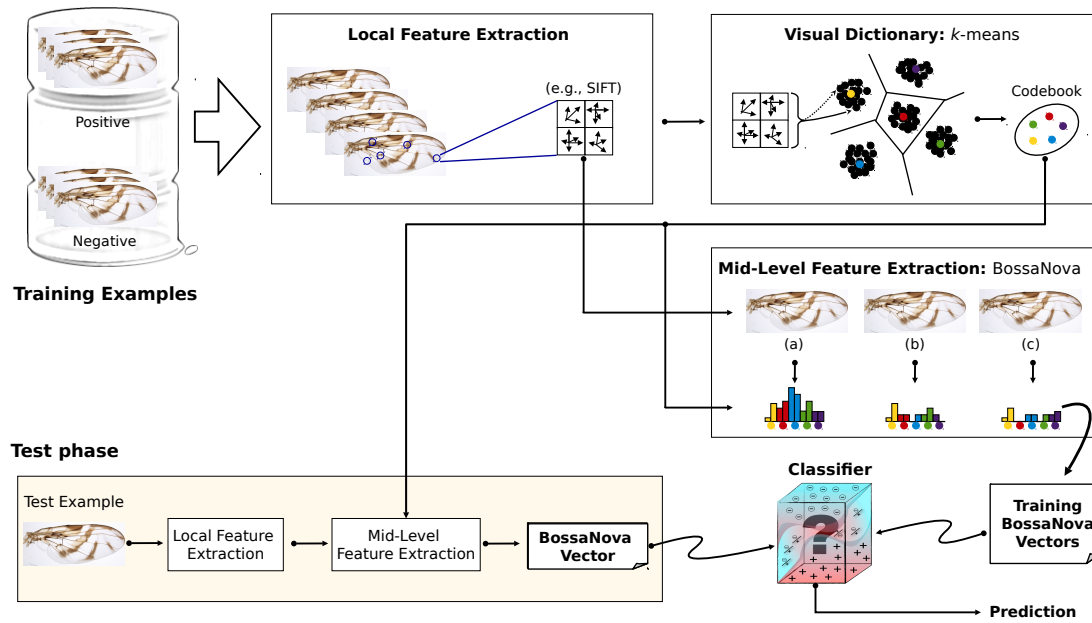 Positive
Negative
Training Examples
Local Feature Extraction
(e.g., SIFT)
Visual Dictionary: k-means
Codebook
Mid-Level Feature Extraction: BossaNova
(a)
(b)
(c)
Test phase
Test Example
Local Feature
Extraction
Mid-Level
Feature Extraction
BossaNova
Vector
Classifier
?
Training
BossaNova
Vectors
Prediction